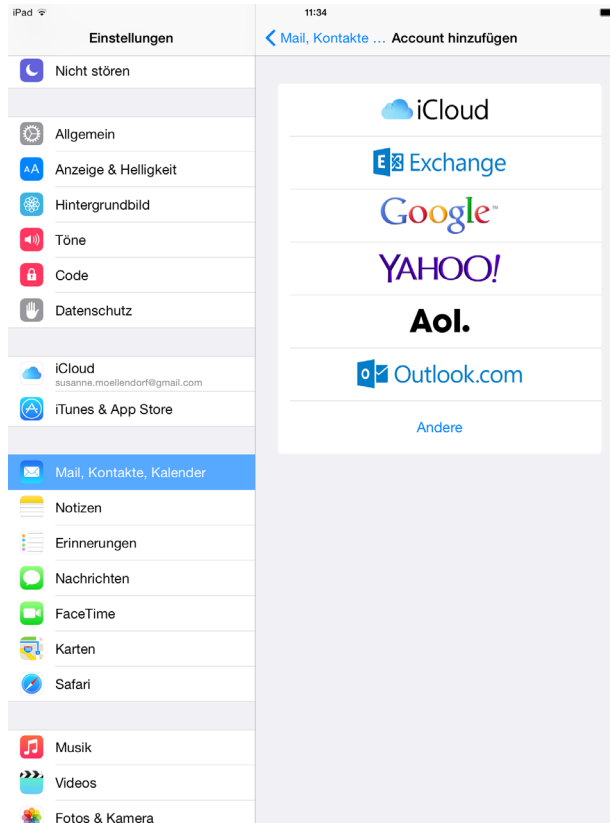 iPad
11:34
Einstellungen
Mail, Kontakte ...
Account hinzufügen
Nicht stören
Allgemein
AA
Anzeige & Helligkeit
Hintergrundbild
Töne
Code
Datenschutz
iCloud
susanne.moellendorf@gmail.com
iTunes & App Store
Mail, Kontakte, Kalender
Notizen
Erinnerungen
Nachrichten
FaceTime
Karten
Safari
Musik
Videos
Fotos & Kamera
iCloud
Exchange
Google™
YAHOO!
Aol.
Outlook.com
Andere